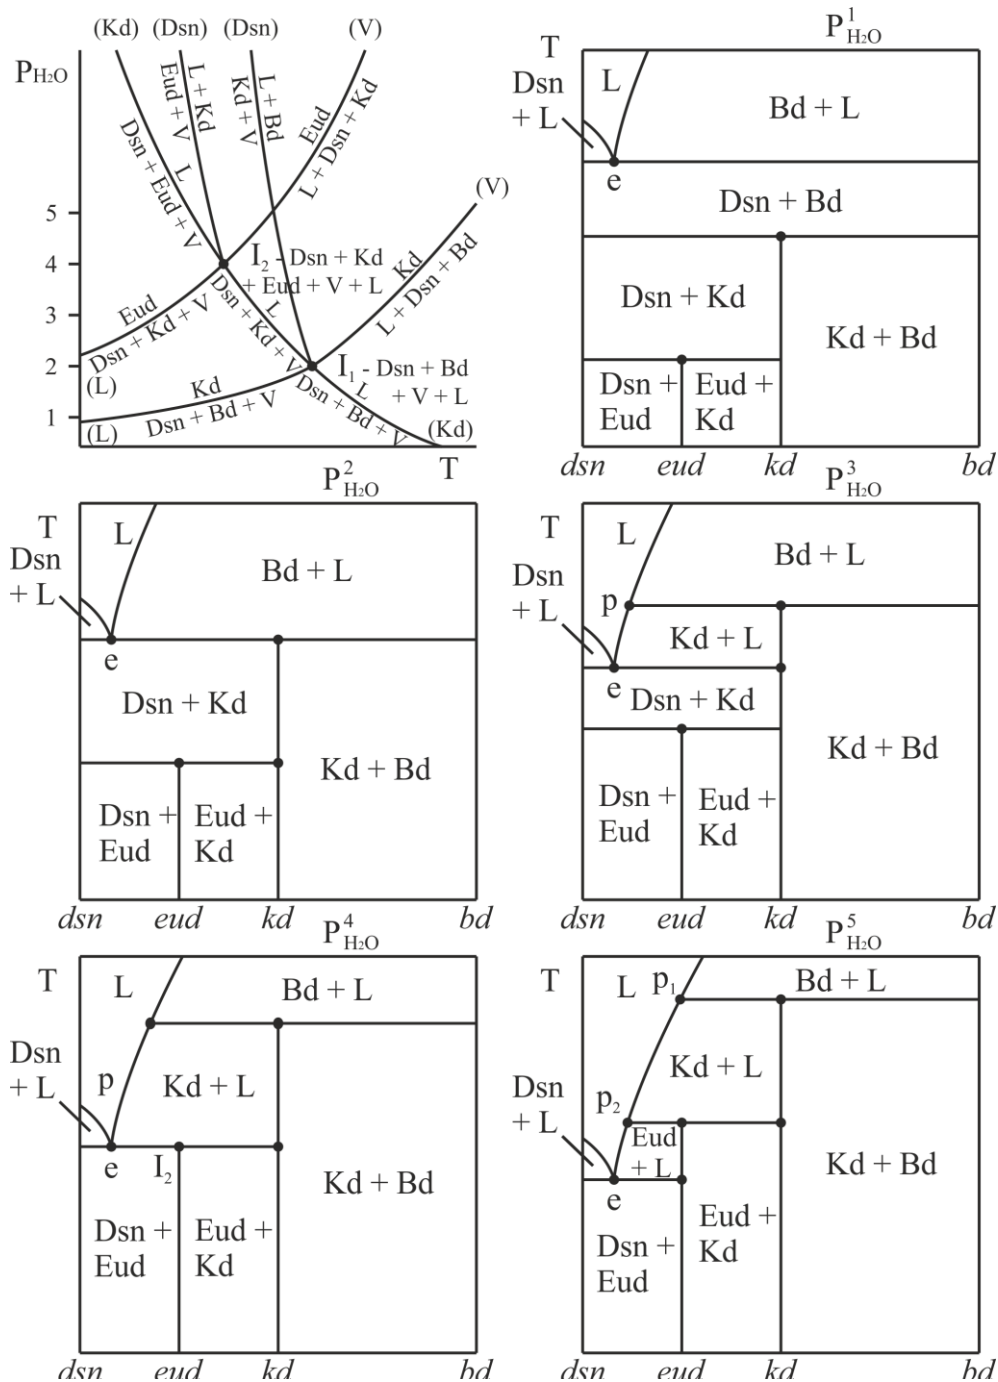 (Kd) (Dsn) (Dsn) (V)
PH₂O
L + Kd
Eud + V
L + Bd
Kd + V
L
Dsn + Eud + V
Eud
L + Dsn + Kd
(V)
5
4
3
2
1
I₂ - Dsn + Kd
+ Eud + V + L
L
Dsn + Kd + V
Kd
L + Dsn + Bd
Eud
Dsn + Kd + V
(L)
Kd
Dsn + Bd + V
(L)
I₁ - Dsn + Bd
+ V + L
L
Dsn + Bd + V
(Kd)
T
P¹H₂O
T
Dsn
+ L
L
Bd + L
e
Dsn + Bd
Dsn + Kd
Kd + Bd
Dsn +
Eud
Eud +
Kd
dsn eud kd bd
P²H₂O
T
Dsn
+ L
L
Bd + L
e
Dsn + Kd
Kd + Bd
Dsn +
Eud
Eud +
Kd
dsn eud kd bd
P³H₂O
T
Dsn
+ L
L
Bd + L
p
Kd + L
e
Dsn + Kd
Kd + Bd
Dsn +
Eud
Eud +
Kd
dsn eud kd bd
P⁴H₂O
T
L
Bd + L
Dsn
+ L
p
Kd + L
e
I₂
Kd + Bd
Dsn +
Eud
Eud +
Kd
dsn eud kd bd
P⁵H₂O
T
L
p₁
Bd + L
Dsn
+ L
Kd + L
p₂
Eud
+ L
e
Kd + Bd
Dsn +
Eud
Eud +
Kd
dsn eud kd bd